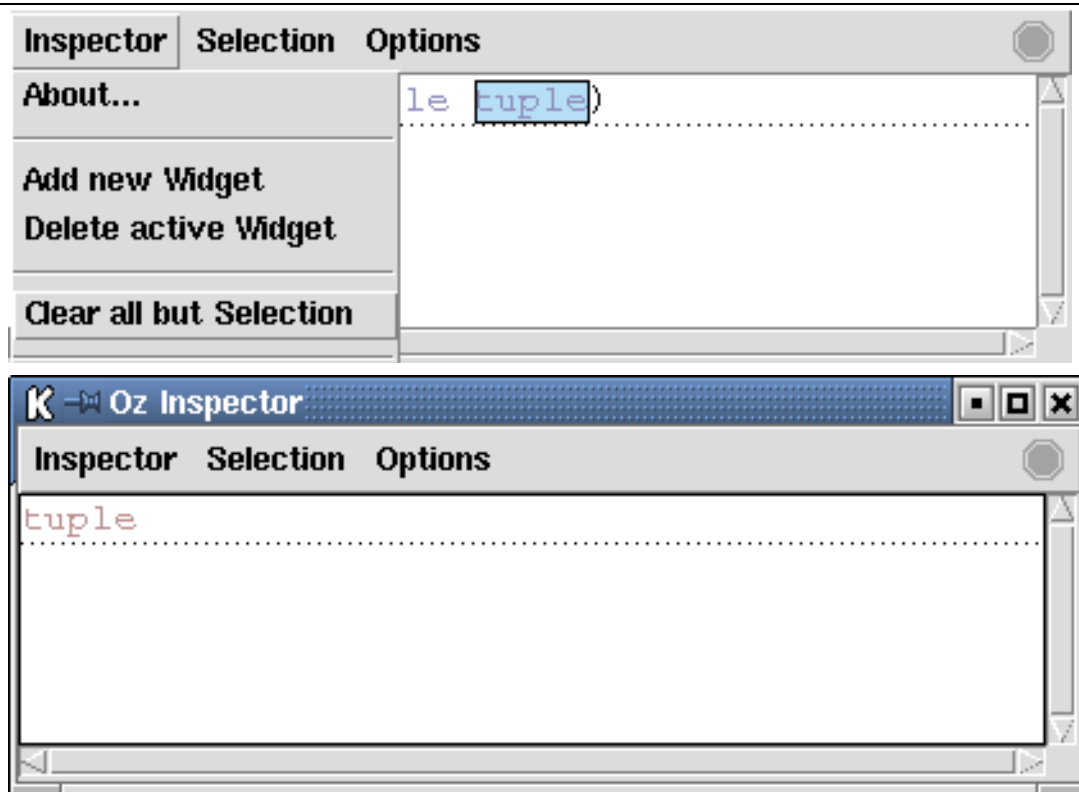 Inspector Selection Options
About...
le tuple)
Add new Widget
Delete active Widget
Clear all but Selection
Oz Inspector
Inspector Selection Options
tuple